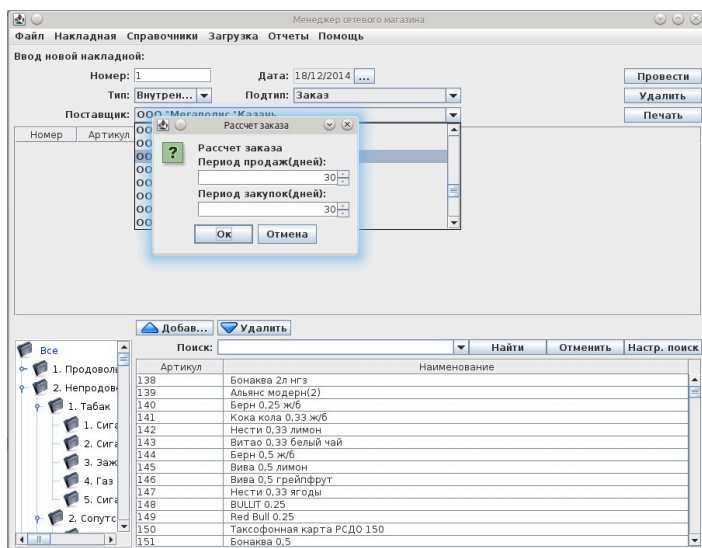 Менеджер сетевого магазина
Файл Накладная Справочники Загрузка Отчеты Помощь
Ввод новой накладной:
Номер: 1 Дата: 18/12/2014 ... Провести
Тип: Внутрен... Подтип: Заказ Удалить
Поставщик: ООО "Мегаполис "Казань Печать
Номер Артикул
Рассчет заказа
?
Рассчет заказа
Период продаж(дней):
30
Период закупок(дней):
30
Ок Отмена
Добав... Удалить
Поиск: Найти Отменить Настр. поиск
Все
1. Продоволь
2. Непродов
1. Табак
1. Сига
2. Сига
3. Заж
4. Газ
5. Сига
2. Сопутс
Артикул Наименование
138 Бонаква 2л нгз
139 Альянс модерн(2)
140 Берн 0,25 ж/б
141 Кока кола 0,33 ж/б
142 Нести 0,33 лимон
143 Витао 0,33 белый чай
144 Берн 0,5 ж/б
145 Вива 0,5 лимон
146 Вива 0,5 грейпфрут
147 Нести 0,33 ягоды
148 BULLIT 0.25
149 Red Bull 0.25
150 Таксофонная карта РСДО 150
151 Бонаква 0,5